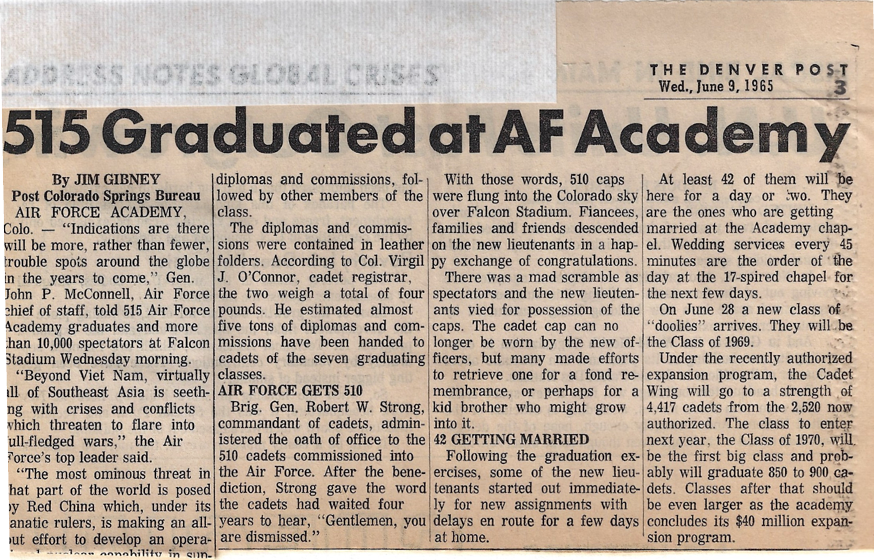 ADDRESS NOTES GLOBAL CRISES
THE DENVER POST
Wed., June 9, 1965
3
515 Graduated at AF Academy
By JIM GIBNEY
Post Colorado Springs Bureau
AIR FORCE ACADEMY,
Colo. — “Indications are there
will be more, rather than fewer,
trouble spots around the globe
in the years to come,” Gen.
John P. McConnell, Air Force
chief of staff, told 515 Air Force
Academy graduates and more
than 10,000 spectators at Falcon
Stadium Wednesday morning.
“Beyond Viet Nam, virtually
all of Southeast Asia is seeth-
ng with crises and conflicts
which threaten to flare into
ull-fledged wars,” the Air
Force’s top leader said.
“The most ominous threat in
hat part of the world is posed
by Red China which, under its
anatic rulers, is making an all-
out effort to develop an opera-
l nuclear capability in sup-
diplomas and commissions, fol-
lowed by other members of the
class.
The diplomas and commis-
sions were contained in leather
folders. According to Col. Virgil
J. O’Connor, cadet registrar,
the two weigh a total of four
pounds. He estimated almost
five tons of diplomas and com-
missions have been handed to
cadets of the seven graduating
classes.
AIR FORCE GETS 510
Brig. Gen. Robert W. Strong,
commandant of cadets, admin-
istered the oath of office to the
510 cadets commissioned into
the Air Force. After the bene-
diction, Strong gave the word
the cadets had waited four
years to hear, “Gentlemen, you
are dismissed.”
With those words, 510 caps
were flung into the Colorado sky
over Falcon Stadium. Fiancees,
families and friends descended
on the new lieutenants in a hap-
py exchange of congratulations.
There was a mad scramble as
spectators and the new lieuten-
ants vied for possession of the
caps. The cadet cap can no
longer be worn by the new of-
ficers, but many made efforts
to retrieve one for a fond re-
membrance, or perhaps for a
kid brother who might grow
into it.
42 GETTING MARRIED
Following the graduation ex-
ercises, some of the new lieu-
tenants started out immediate-
ly for new assignments with
delays en route for a few days
at home.
At least 42 of them will be
here for a day or two. They
are the ones who are getting
married at the Academy chap-
el. Wedding services every 45
minutes are the order of the
day at the 17-spired chapel for
the next few days.
On June 28 a new class of
“doolies” arrives. They will be
the Class of 1969.
Under the recently authorized
expansion program, the Cadet
Wing will go to a strength of
4,417 cadets from the 2,520 now
authorized. The class to enter
next year, the Class of 1970, will
be the first big class and prob-
ably will graduate 850 to 900 ca-
dets. Classes after that should
be even larger as the academy
concludes its $40 million expan-
sion program.